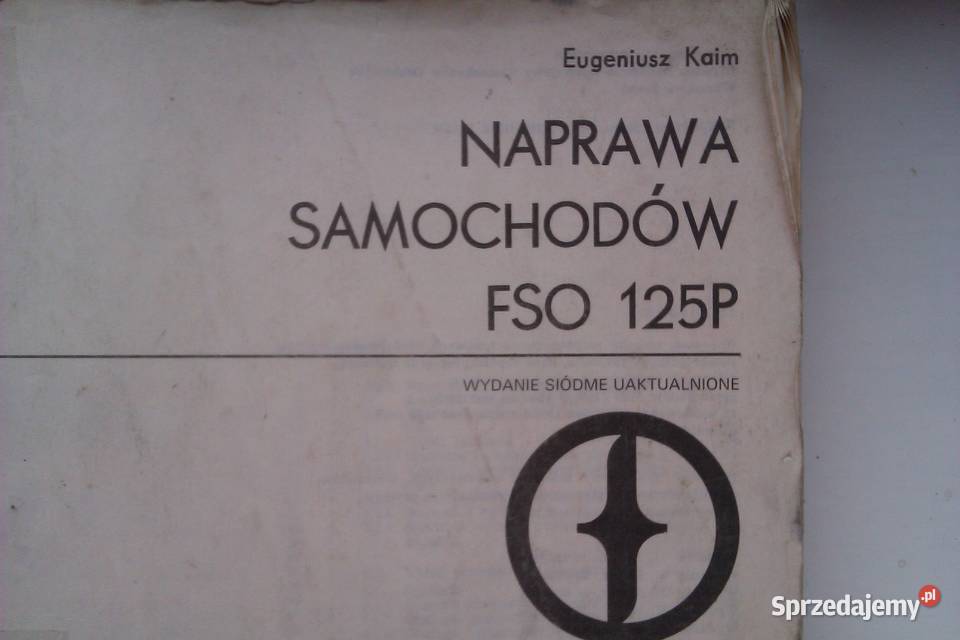 Eugeniusz Kaim
NAPRAWA
SAMOCHODÓW
FSO 125P
WYDANIE SIÓDME UAKTUALNIONE
Sprzedajemy.pl